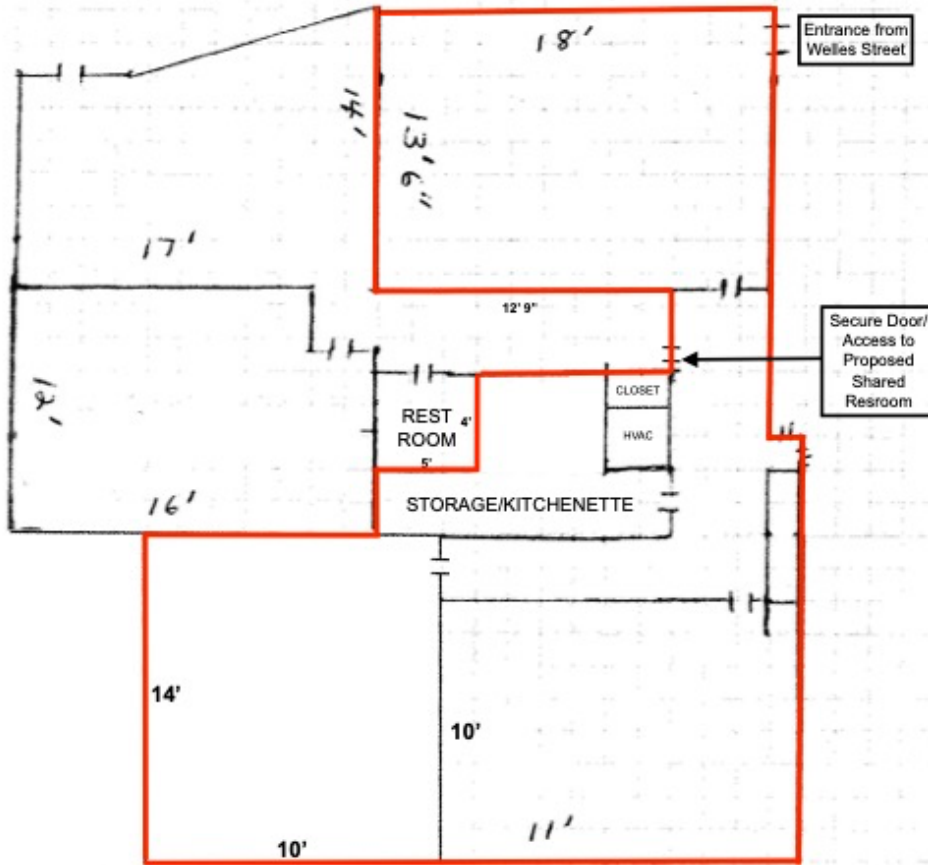 18'
Entrance from
Welles Street
14'
13'6"
17'
12' 9"
Secure Door/
Access to
Proposed
Shared
Resroom
CLOSET
REST
ROOM
4'
HVAC
12'
5'
16'
STORAGE/KITCHENETTE
14'
10'
11'
10'